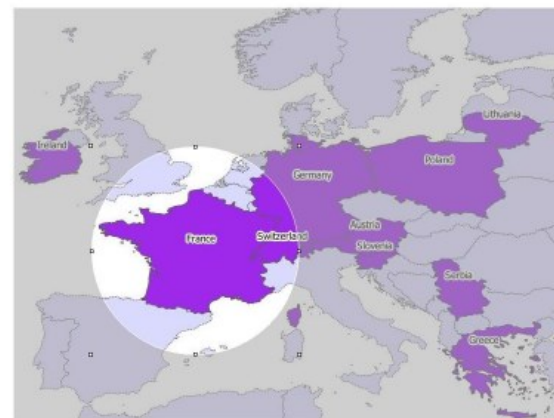 Lithuania
Ireland
Poland
Germany
Austria
France
Switzerland
Slovenia
Serbia
Greece